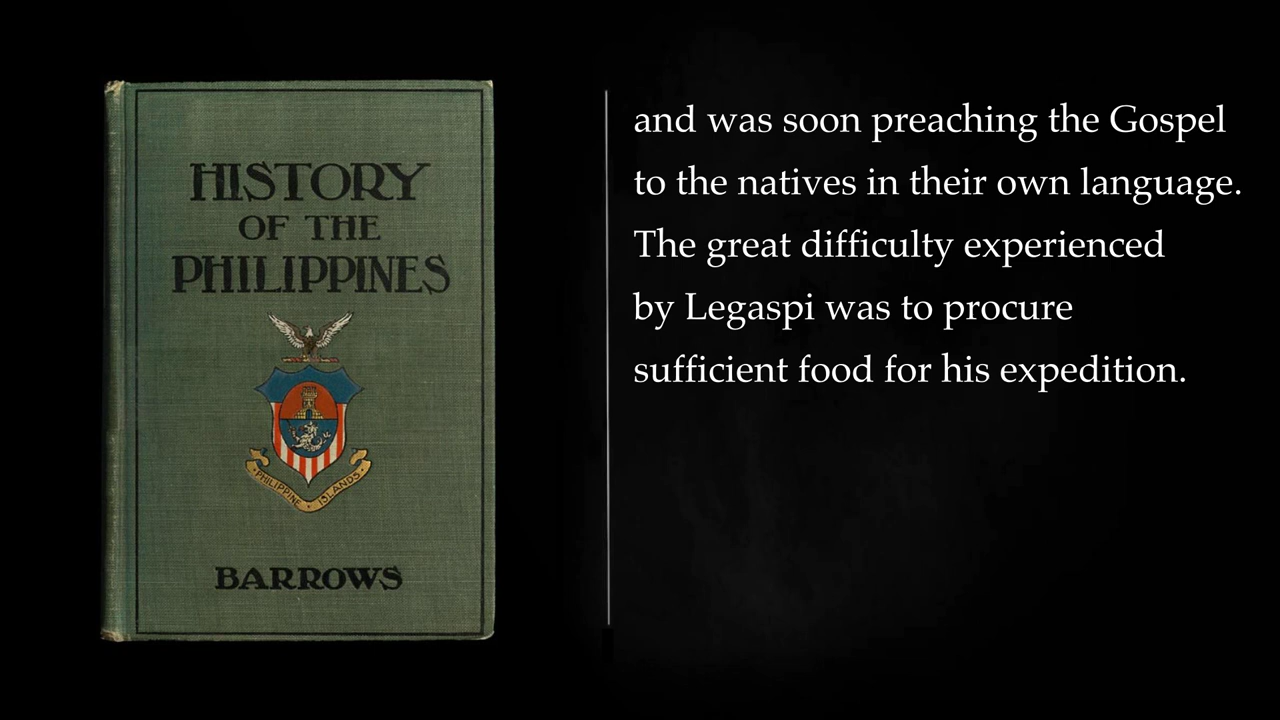 HISTORY
OF THE
PHILIPPINES
PHILIPPINE ISLANDS
BARROWS
and was soon preaching the Gospel
to the natives in their own language.
The great difficulty experienced
by Legaspi was to procure
sufficient food for his expedition.